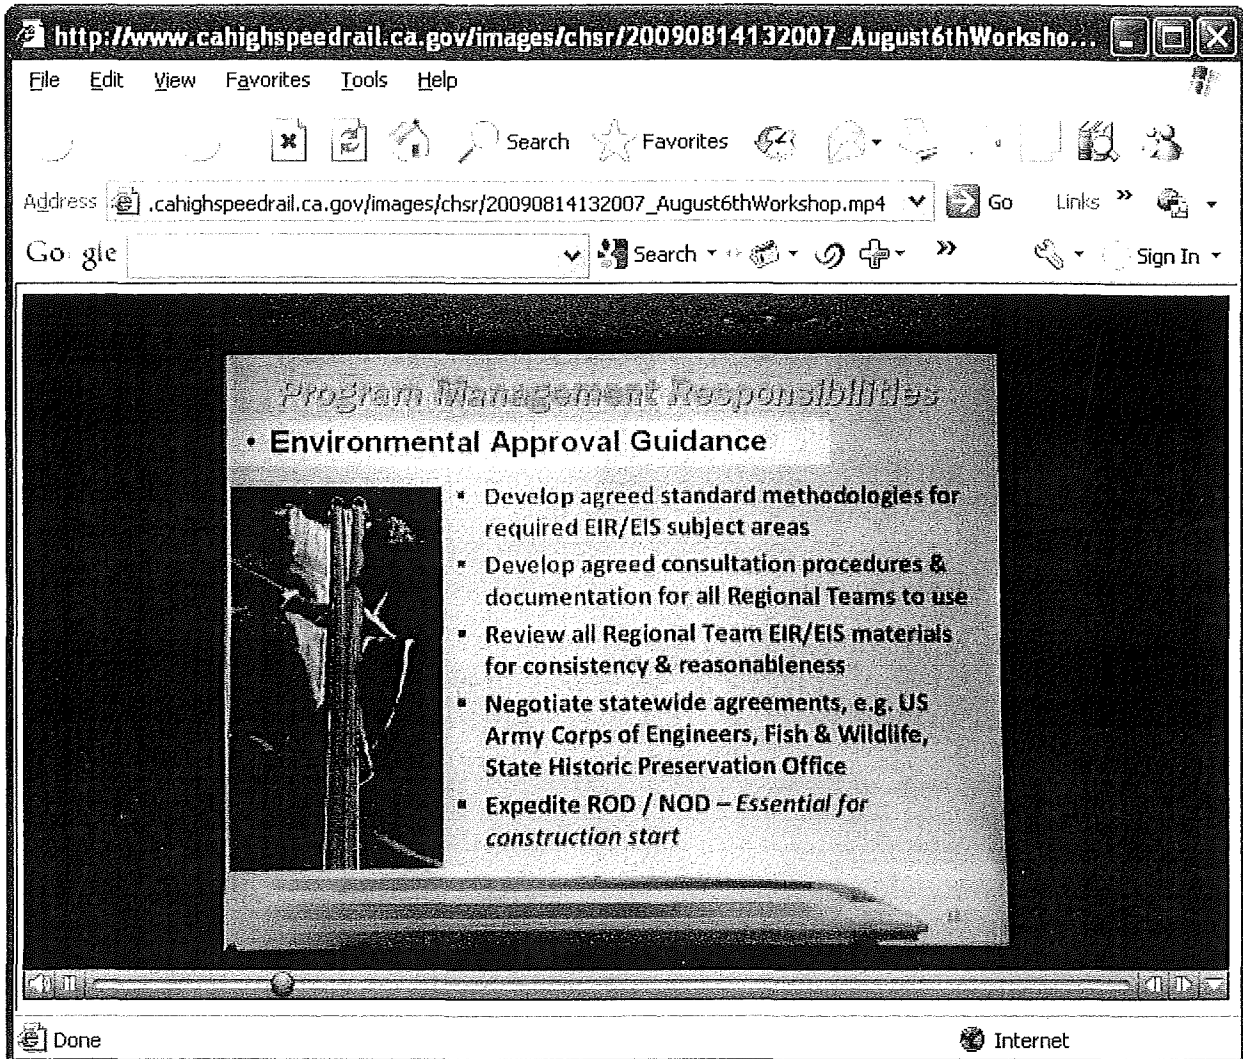 http://www.cahighspeedrail.ca.gov/images/chsr/20090814132007_August6thWorksho...
File Edit View Favorites Tools Help
Search Favorites
Address .cahighspeedrail.ca.gov/images/chsr/20090814132007_August6thWorkshop.mp4 Go Links »
Go gle Search » Sign In
Program Management Responsibilities
• Environmental Approval Guidance
▪ Develop agreed standard methodologies for
required EIR/EIS subject areas
▪ Develop agreed consultation procedures &
documentation for all Regional Teams to use
▪ Review all Regional Team EIR/EIS materials
for consistency & reasonableness
▪ Negotiate statewide agreements, e.g. US
Army Corps of Engineers, Fish & Wildlife,
State Historic Preservation Office
▪ Expedite ROD / NOD – Essential for
construction start
Done Internet